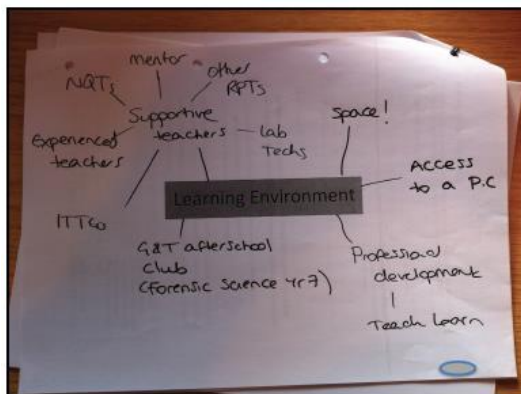 mentor
NQTs
other
RPTs
Supportive
teachers
Experienced
teachers
Lab
Techs
ITTCo
Space!
Access
to a P.C
Learning Environment
G&T afterschool
club
(forensic science yr7)
Professional
development
Teach Learn